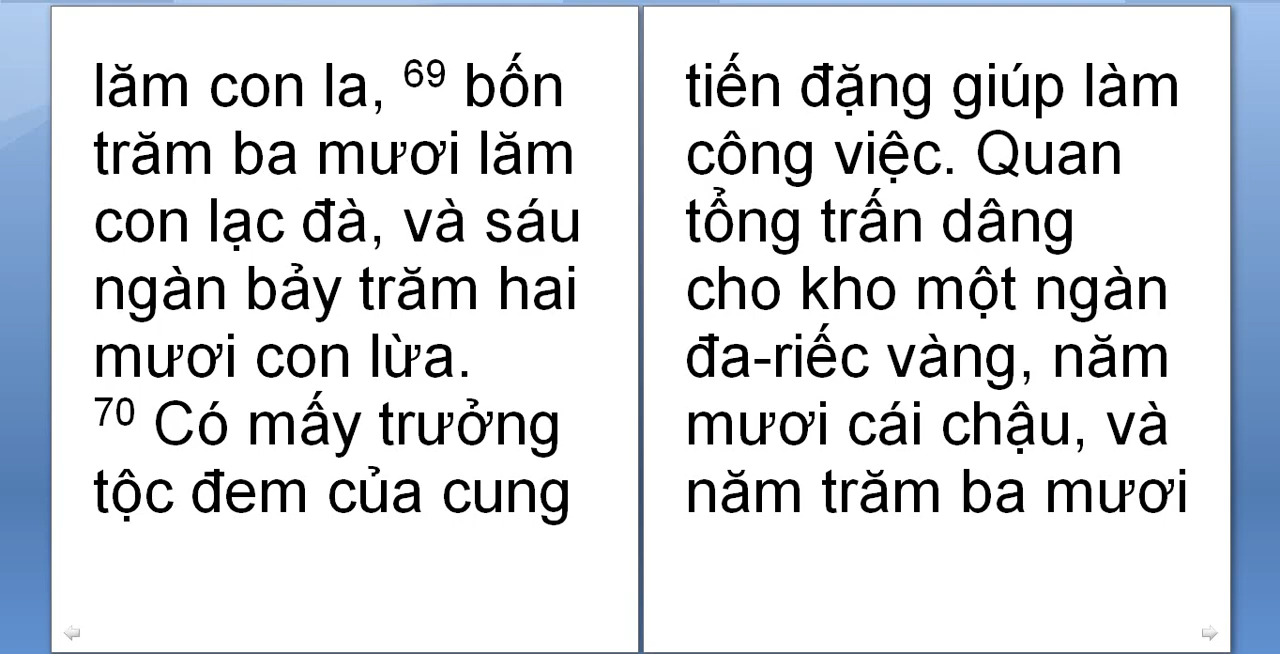 lăm con la, 69 bốn
trăm ba mươi lăm
con lạc đà, và sáu
ngàn bảy trăm hai
mươi con lừa.
70 Có mấy trưởng
tộc đem của cung
tiến đặng giúp làm
công việc. Quan
tổng trấn dâng
cho kho một ngàn
đa-riếc vàng, năm
mươi cái chậu, và
năm trăm ba mươi